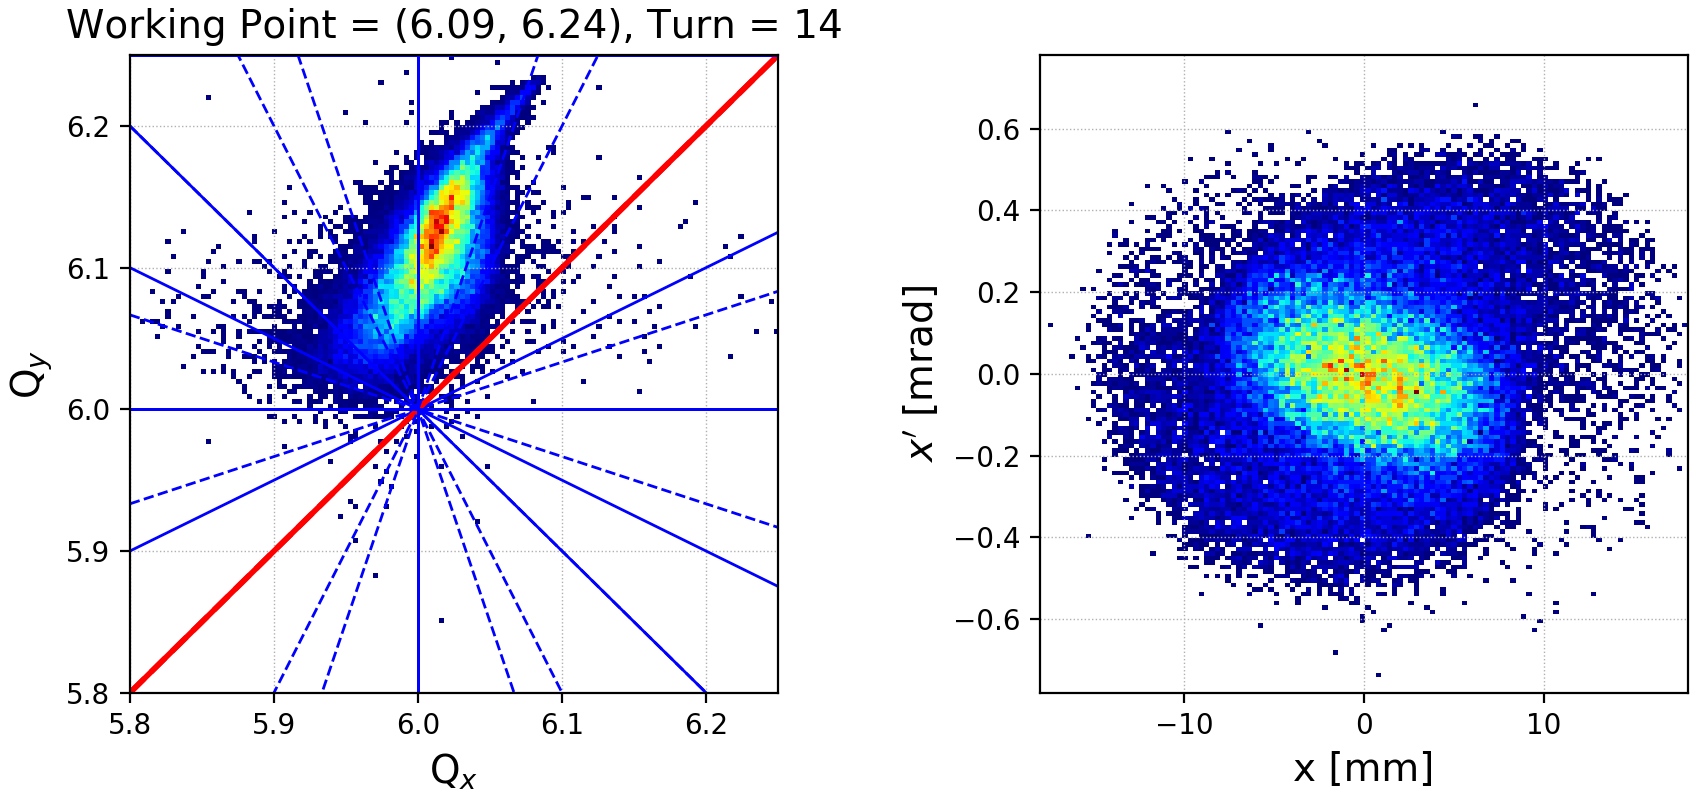 Working Point = (6.09, 6.24), Turn = 14
6.2
6.1
6.0
5.9
5.8
Q_y
5.8 5.9 6.0 6.1 6.2
Q_x
0.6
0.4
0.2
0.0
−0.2
−0.4
−0.6
x′ [mrad]
−10 0 10
x [mm]